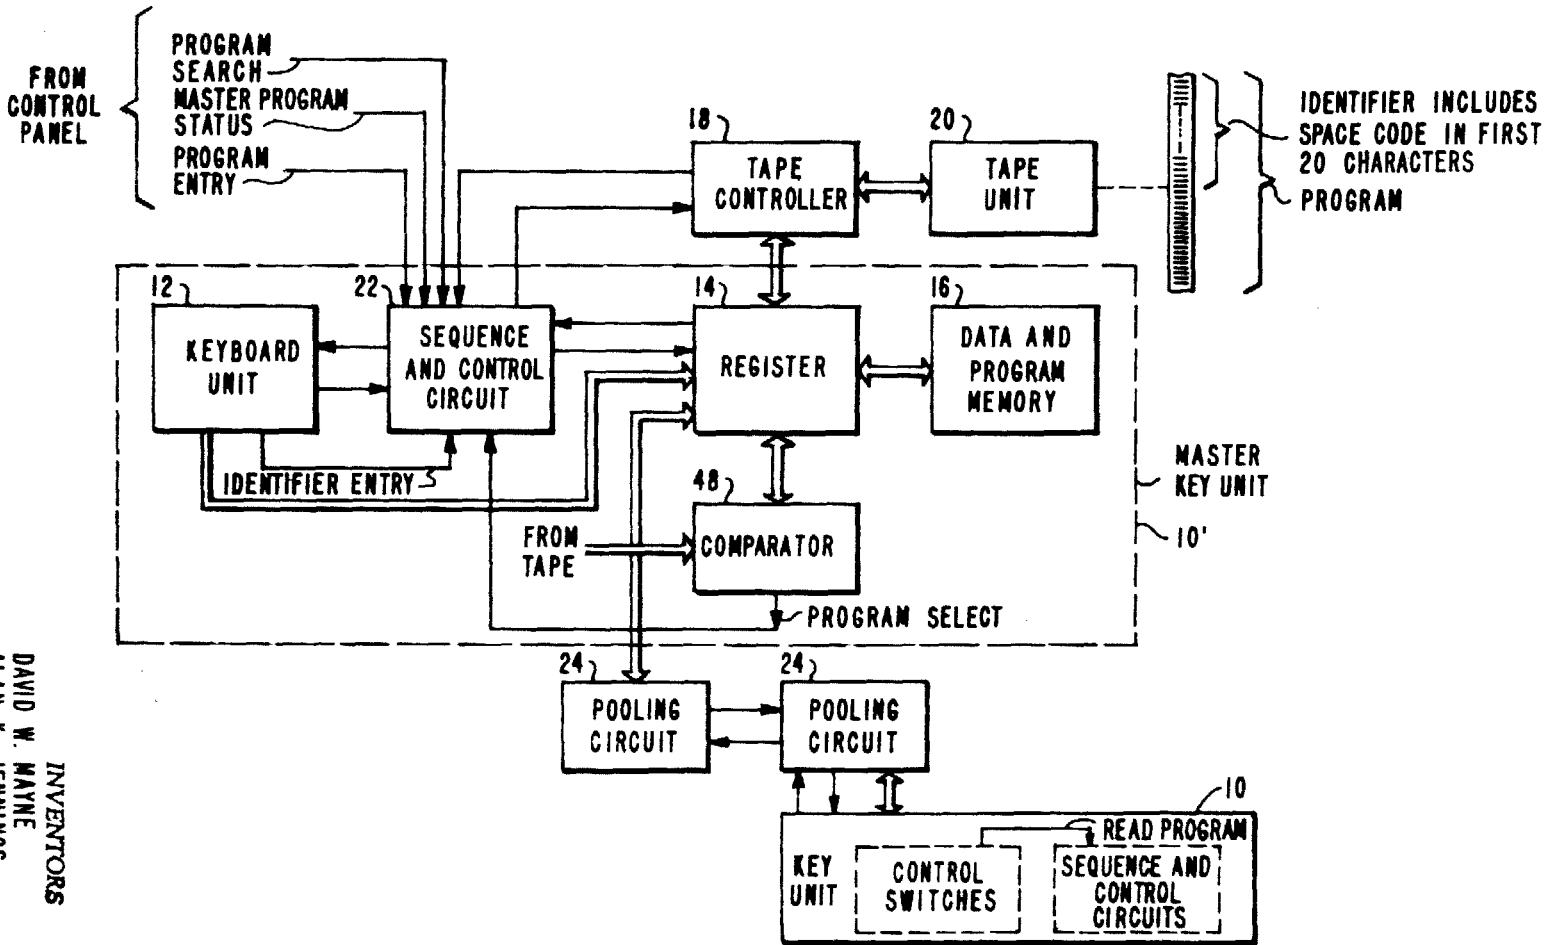 FROM
CONTROL
PANEL
PROGRAM
SEARCH
MASTER PROGRAM
STATUS
PROGRAM
ENTRY
18
TAPE
CONTROLLER
20
TAPE
UNIT
IDENTIFIER INCLUDES
SPACE CODE IN FIRST
20 CHARACTERS
PROGRAM
12
KEYBOARD
UNIT
22
SEQUENCE
AND CONTROL
CIRCUIT
14
REGISTER
16
DATA AND
PROGRAM
MEMORY
IDENTIFIER ENTRY
MASTER
KEY UNIT
10'
48
COMPARATOR
FROM
TAPE
PROGRAM SELECT
24
POOLING
CIRCUIT
24
POOLING
CIRCUIT
10
KEY
UNIT
READ PROGRAM
CONTROL
SWITCHES
SEQUENCE AND
CONTROL
CIRCUITS
INVENTORS
DAVID W. MAYNE